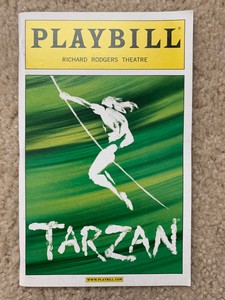 PLAYBILL
RICHARD RODGERS THEATRE
TARZAN
WWW.PLAYBILL.COM